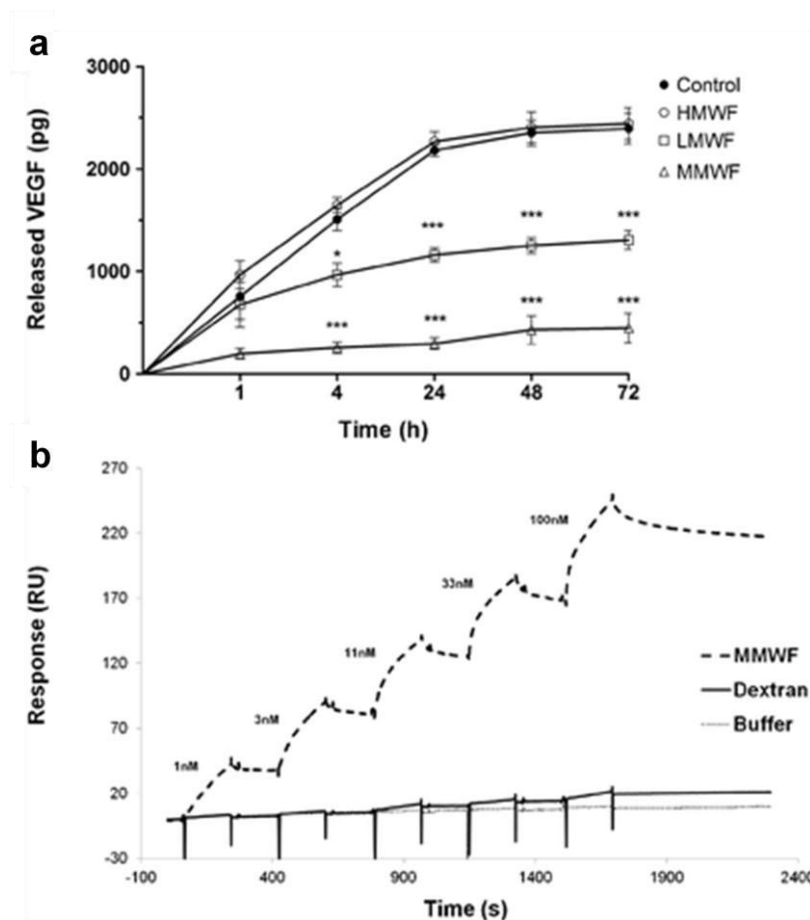 a
3000
2000
1000
0
Released VEGF (pg)
* *** *** ***
*** *** *** ***
1 4 24 48 72
Time (h)
Control
HMWF
LMWF
MMWF
b
270
220
170
120
70
20
-30
Response (RU)
1nM
3nM
11nM
33nM
100nM
MMWF
Dextran
Buffer
-100 400 900 1400 1900 2400
Time (s)